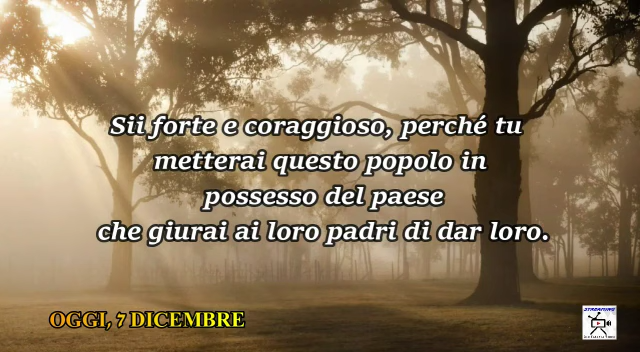 Sii forte e coraggioso, perché tu
metterai questo popolo in
possesso del paese
che giurai ai loro padri di dar loro.
OGGI, 7 DICEMBRE
STREAMING